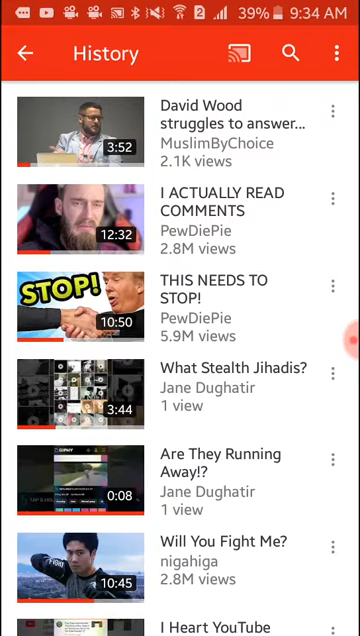 39% 9:34 AM
History
David Wood
struggles to answer...
MuslimByChoice
2.1K views
3:52
I ACTUALLY READ
COMMENTS
PewDiePie
2.8M views
12:32
THIS NEEDS TO
STOP!
PewDiePie
5.9M views
STOP!
10:50
What Stealth Jihadis?
Jane Dughatir
1 view
3:44
Are They Running
Away!?
Jane Dughatir
1 view
GIPHY
0:08
Will You Fight Me?
nigahiga
2.8M views
10:45
I Heart YouTube